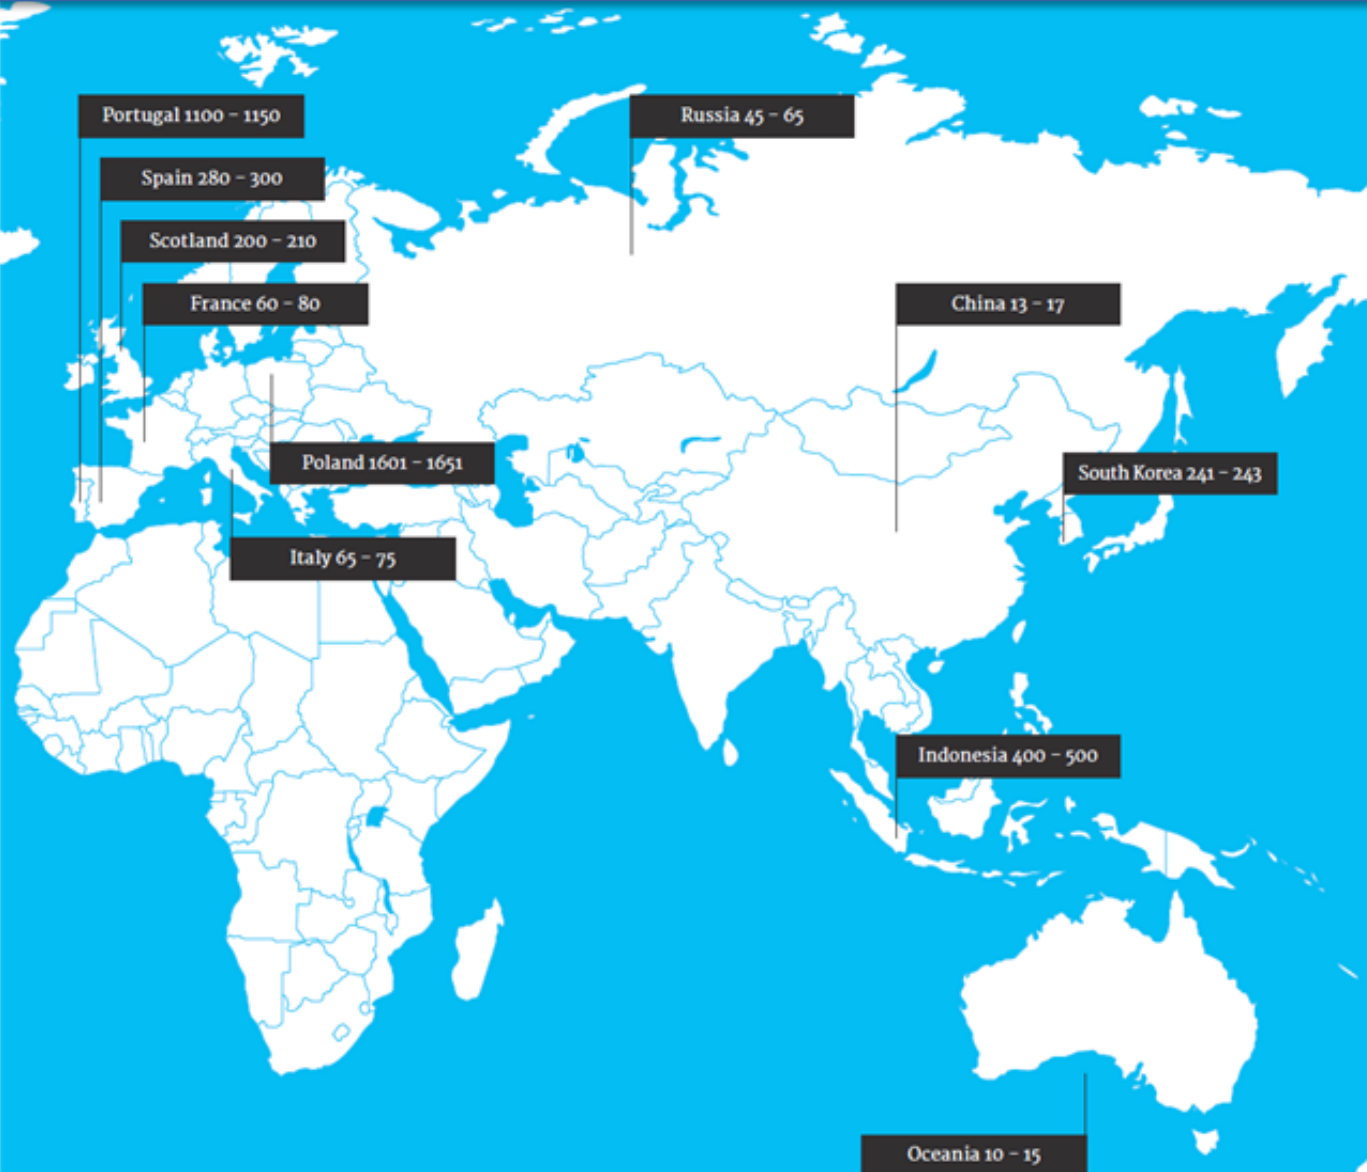 Portugal 1100 – 1150
Russia 45 – 65
Spain 280 – 300
Scotland 200 – 210
France 60 – 80
China 13 – 17
Poland 1601 – 1651
South Korea 241 – 243
Italy 65 – 75
Indonesia 400 – 500
Oceania 10 – 15